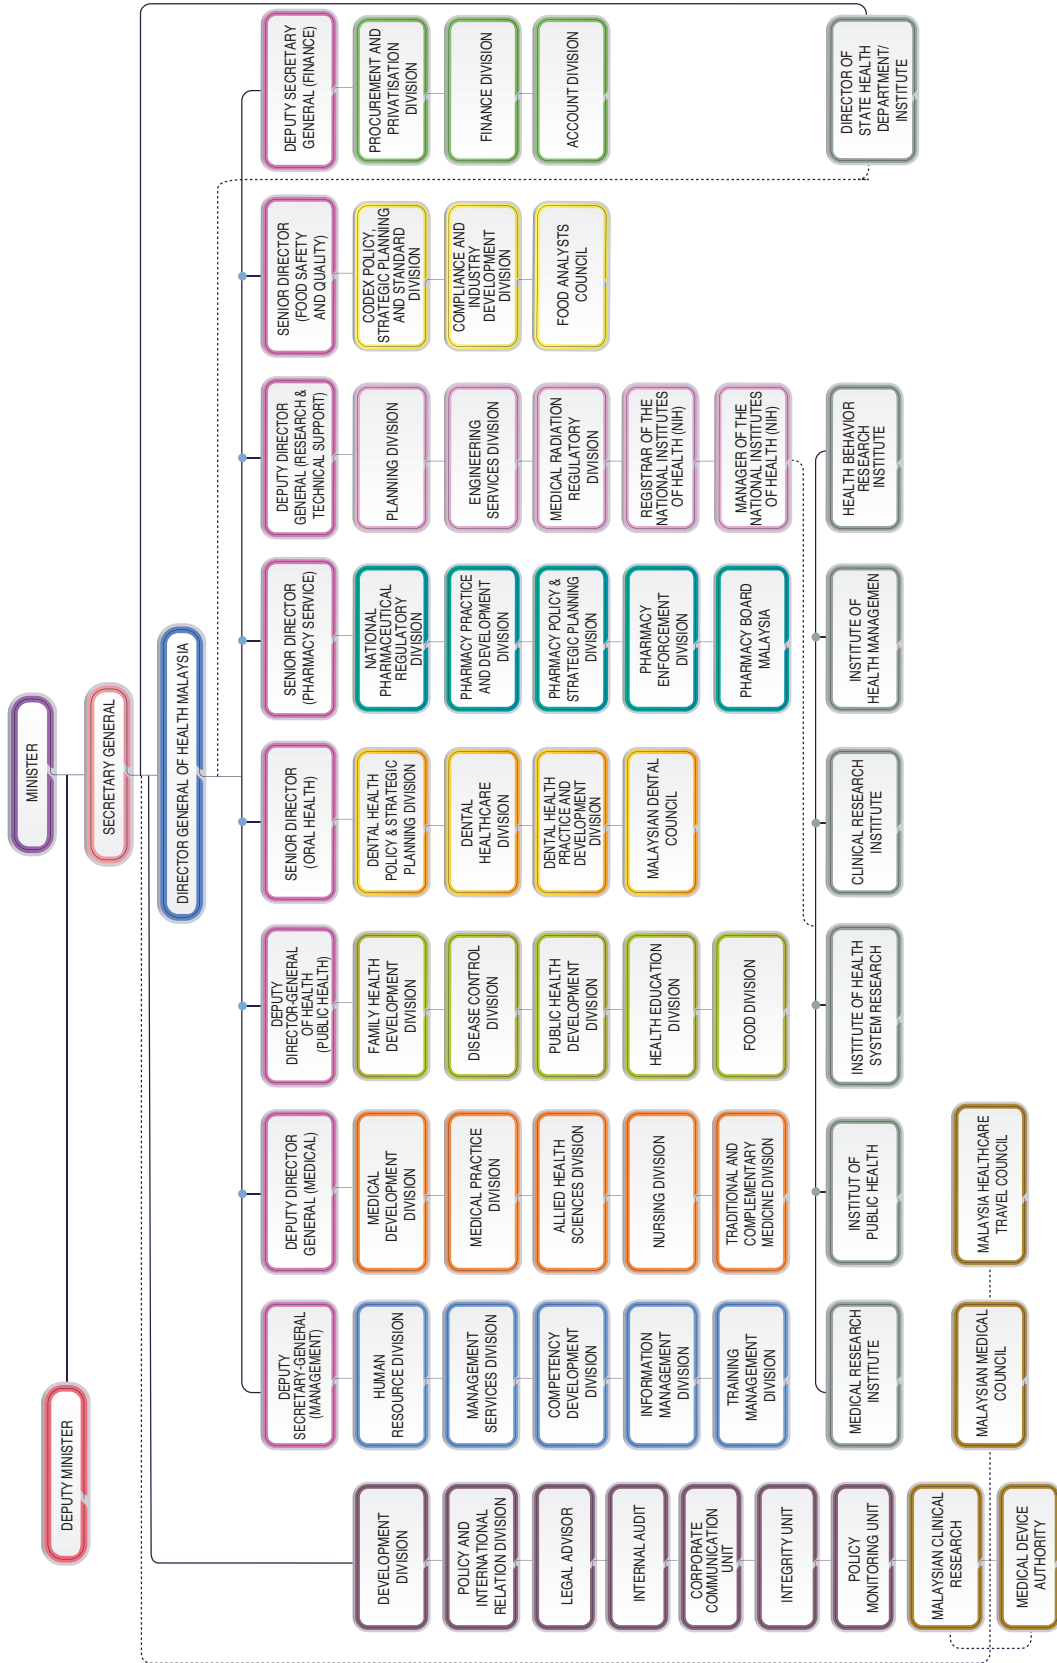 MINISTER
DEPUTY MINISTER
SECRETARY GENERAL
DIRECTOR GENERAL OF HEALTH MALAYSIA
DEPUTY
SECRETARY-GENERAL
(MANAGEMENT)
DEPUTY DIRECTOR
GENERAL (MEDICAL)
DEPUTY
DIRECTOR-GENERAL
OF HEALTH
(PUBLIC HEALTH)
SENIOR DIRECTOR
(ORAL HEALTH)
SENIOR DIRECTOR
(PHARMACY SERVICE)
DEPUTY DIRECTOR
GENERAL (RESEARCH &
TECHNICAL SUPPORT)
SENIOR DIRECTOR
(FOOD SAFETY
AND QUALITY)
DEPUTY SECRETARY
GENERAL (FINANCE)
DEVELOPMENT
DIVISION
HUMAN
RESOURCE DIVISION
MEDICAL
DEVELOPMENT
DIVISION
FAMILY HEALTH
DEVELOPMENT
DIVISION
DENTAL HEALTH
POLICY & STRATEGIC
PLANNING DIVISION
NATIONAL
PHARMACEUTICAL
REGULATORY
DIVISION
PLANNING DIVISION
CODEX POLICY,
STRATEGIC PLANNING
AND STANDARD
DIVISION
PROCUREMENT AND
PRIVATISATION
DIVISION
POLICY AND
INTERNATIONAL
RELATION DIVISION
MANAGEMENT
SERVICES DIVISION
MEDICAL PRACTICE
DIVISION
DISEASE CONTROL
DIVISION
DENTAL
HEALTHCARE
DIVISION
PHARMACY PRACTICE
AND DEVELOPMENT
DIVISION
ENGINEERING
SERVICES DIVISION
COMPLIANCE AND
INDUSTRY
DEVELOPMENT
DIVISION
FINANCE DIVISION
LEGAL ADVISOR
COMPETENCY
DEVELOPMENT
DIVISION
ALLIED HEALTH
SCIENCES DIVISION
PUBLIC HEALTH
DEVELOPMENT
DIVISION
DENTAL HEALTH
PRACTICE AND
DEVELOPMENT
DIVISION
PHARMACY POLICY &
STRATEGIC PLANNING
DIVISION
MEDICAL RADIATION
REGULATORY
DIVISION
FOOD ANALYSTS
COUNCIL
ACCOUNT DIVISION
INTERNAL AUDIT
INFORMATION
MANAGEMENT
DIVISION
NURSING DIVISION
HEALTH EDUCATION
DIVISION
MALAYSIAN DENTAL
COUNCIL
PHARMACY
ENFORCEMENT
DIVISION
REGISTRAR OF THE
NATIONAL INSTITUTES
OF HEALTH (NIH)
CORPORATE
COMMUNICATION
UNIT
TRAINING
MANAGEMENT
DIVISION
TRADITIONAL AND
COMPLEMENTARY
MEDICINE DIVISION
FOOD DIVISION
PHARMACY BOARD
MALAYSIA
MANAGER OF THE
NATIONAL INSTITUTES
OF HEALTH (NIH)
INTEGRITY UNIT
POLICY
MONITORING UNIT
MEDICAL RESEARCH
INSTITUTE
INSTITUT OF
PUBLIC HEALTH
INSTITUTE OF HEALTH
SYSTEM RESEARCH
CLINICAL RESEARCH
INSTITUTE
INSTITUTE OF
HEALTH MANAGEMEN
HEALTH BEHAVIOR
RESEARCH
INSTITUTE
DIRECTOR OF
STATE HEALTH
DEPARTMENT/
INSTITUTE
MALAYSIAN CLINICAL
RESEARCH
MALAYSIAN MEDICAL
COUNCIL
MALAYSIA HEALTHCARE
TRAVEL COUNCIL
MEDICAL DEVICE
AUTHORITY